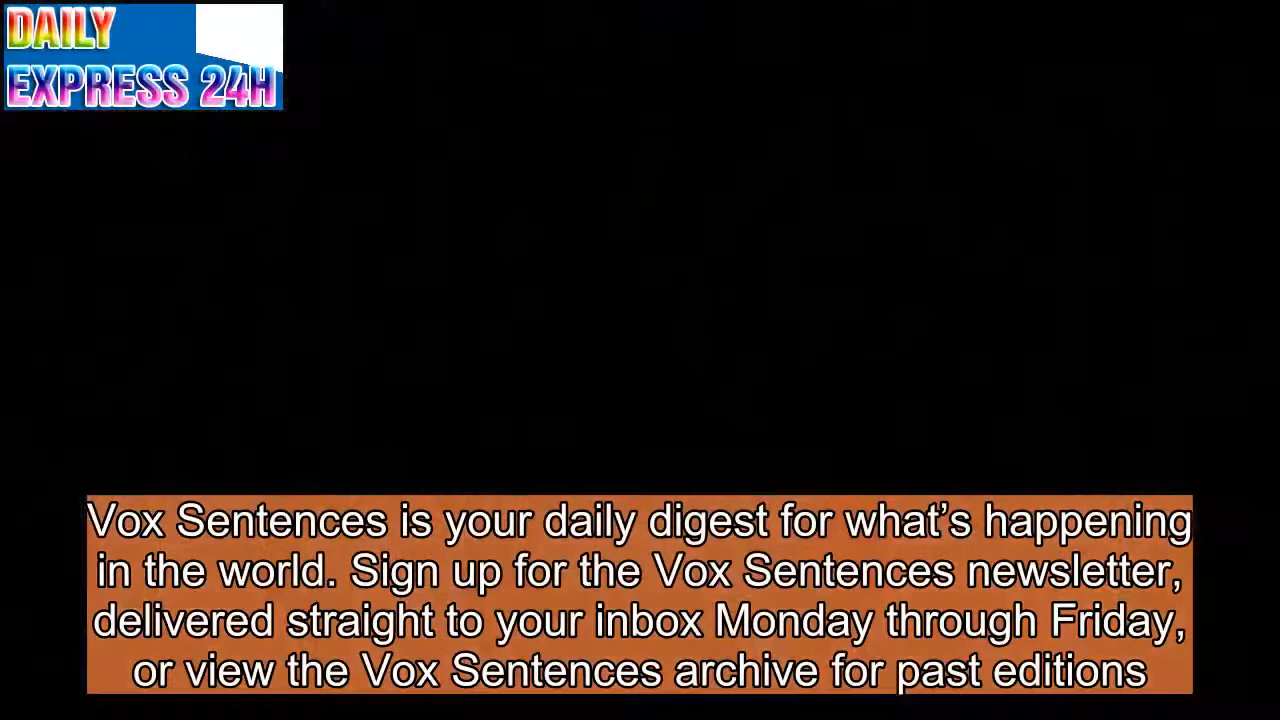 DAILY
EXPRESS 24H
Vox Sentences is your daily digest for what’s happening
in the world. Sign up for the Vox Sentences newsletter,
delivered straight to your inbox Monday through Friday,
or view the Vox Sentences archive for past editions